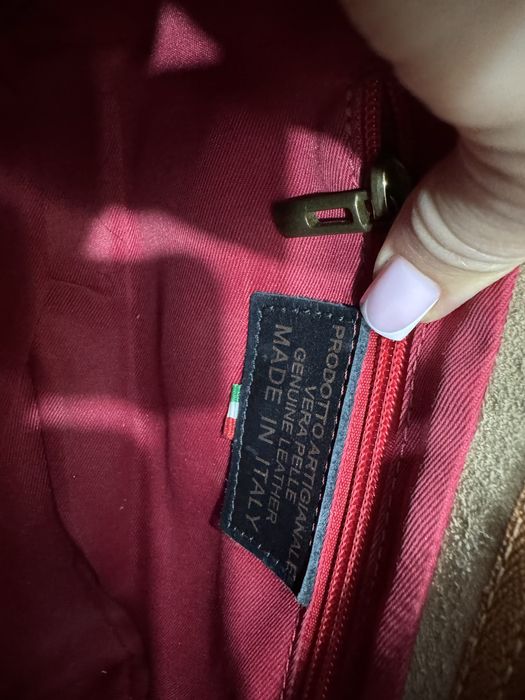 PRODOTTO ARTIGIANALE
VERA PELLE
GENUINE LEATHER
MADE IN ITALY